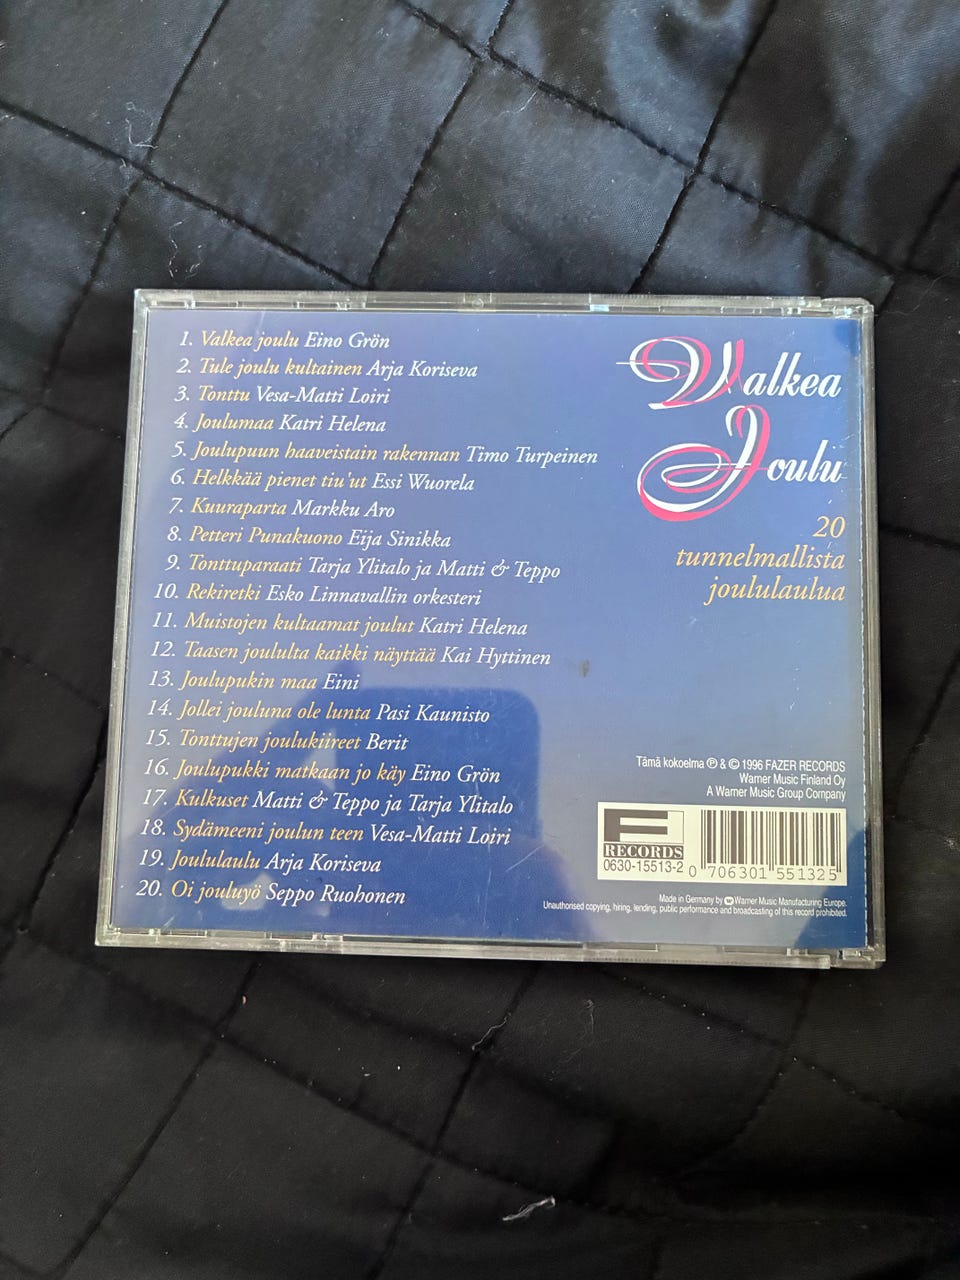 1. Valkea joulu Eino Grön
2. Tule joulu kultainen Arja Koriseva
3. Tonttu Vesa-Matti Loiri
4. Joulumaa Katri Helena
5. Joulupuun haaveistain rakennan Timo Turpeinen
6. Helkkää pienet tiu'ut Essi Wuorela
7. Kuuraparta Markku Aro
8. Petteri Punakuono Eija Sinikka
9. Tonttuparaati Tarja Ylitalo ja Matti & Teppo
10. Rekiretki Esko Linnavallin orkesteri
11. Muistojen kultaamat joulut Katri Helena
12. Taasen joululta kaikki näyttää Kai Hyttinen
13. Joulupukin maa Eini
14. Jollei jouluna ole lunta Pasi Kaunisto
15. Tonttujen joulukiireet Berit
16. Joulupukki matkaan jo käy Eino Grön
17. Kulkuset Matti & Teppo ja Tarja Ylitalo
18. Sydämeeni joulun teen Vesa-Matti Loiri
19. Joululaulu Arja Koriseva
20. Oi jouluyö Seppo Ruohonen
Valkea
Joulu
20
tunnelmallista
joululaulua
Tämä kokoelma ℗ & © 1996 FAZER RECORDS
Warner Music Finland Oy
A Warner Music Group Company
F
RECORDS
0630-15513-2
0 706301 551325
Made in Germany by Warner Music Manufacturing Europe.
Unauthorised copying, hiring, lending, public performance and broadcasting of this record prohibited.